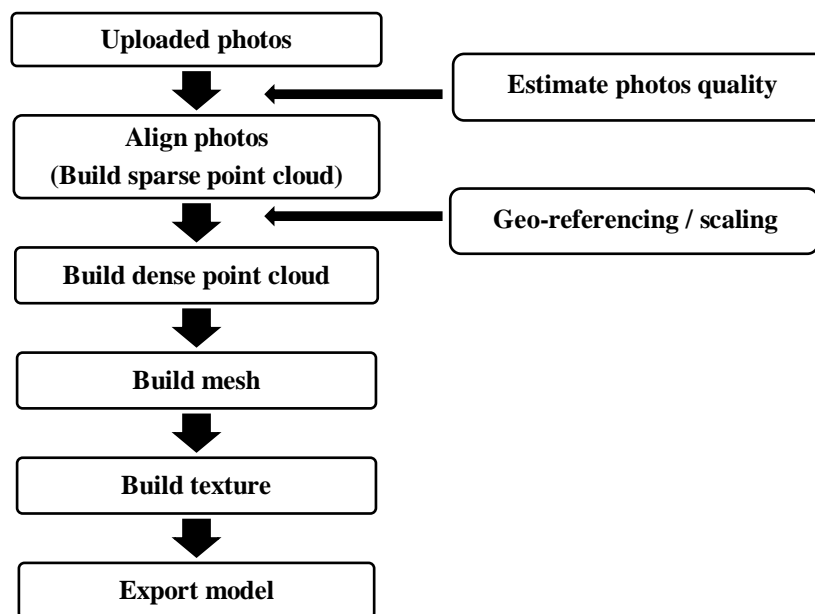 Uploaded photos
Estimate photos quality
Align photos
(Build sparse point cloud)
Geo-referencing / scaling
Build dense point cloud
Build mesh
Build texture
Export model